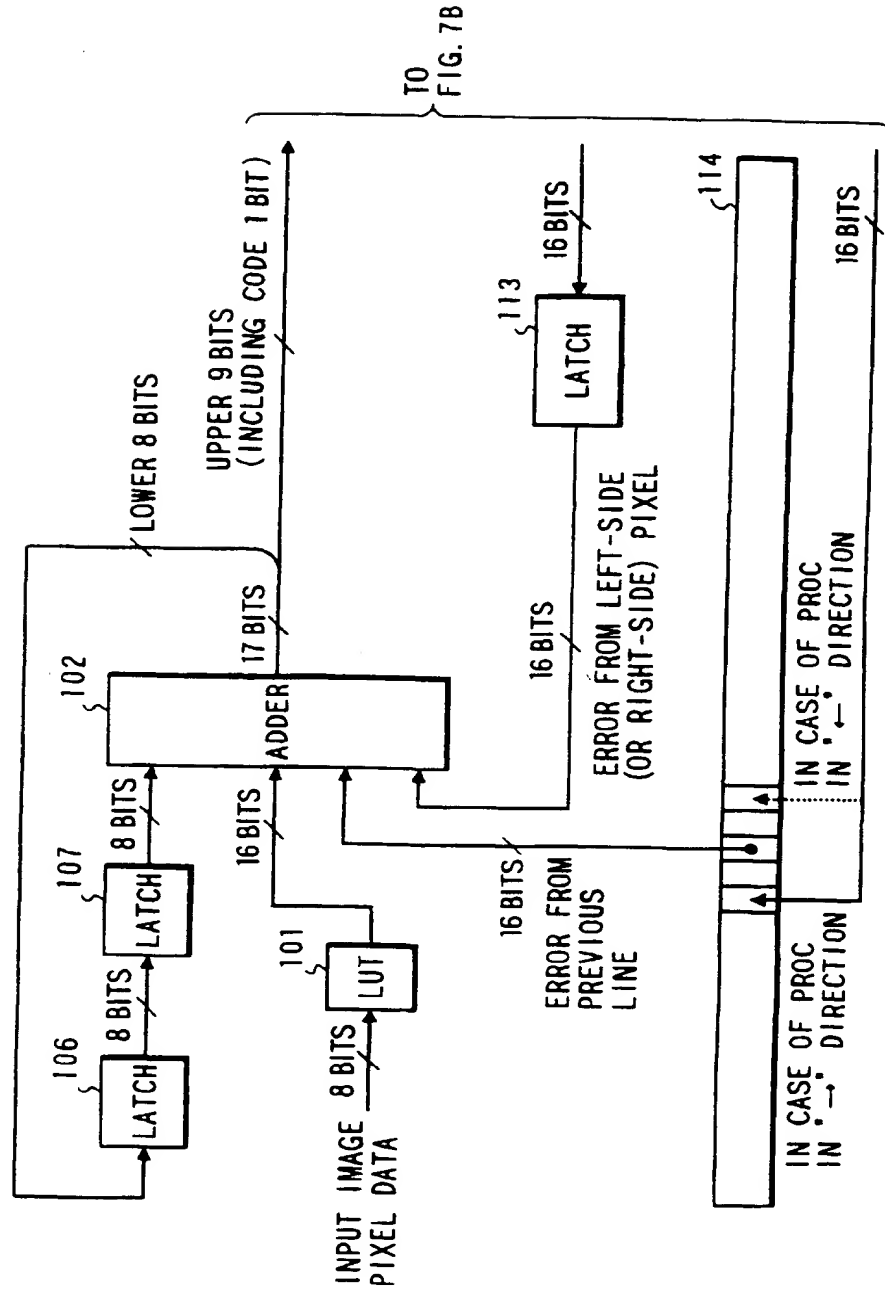 106
LATCH
8 BITS
107
LATCH
8 BITS
LOWER 8 BITS
102
ADDER
17 BITS
UPPER 9 BITS
(INCLUDING CODE 1 BIT)
TO
FIG. 7B
INPUT IMAGE
PIXEL DATA
8 BITS
101
LUT
16 BITS
16 BITS
ERROR FROM
PREVIOUS
LINE
16 BITS
ERROR FROM LEFT-SIDE
(OR RIGHT-SIDE) PIXEL
113
LATCH
16 BITS
114
IN CASE OF PROC
IN "→" DIRECTION
IN CASE OF PROC
IN "←" DIRECTION
16 BITS